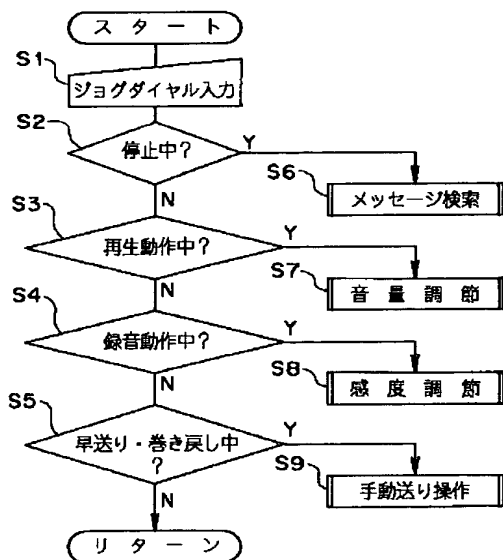 スタート
S1
ジョグダイヤル入力
S2
停止中?
Y
N
S6
メッセージ検索
S3
再生動作中?
Y
N
S7
音量調節
S4
録音動作中?
Y
N
S8
感度調節
S5
早送り・巻き戻し中
?
Y
N
S9
手動送り操作
リターン